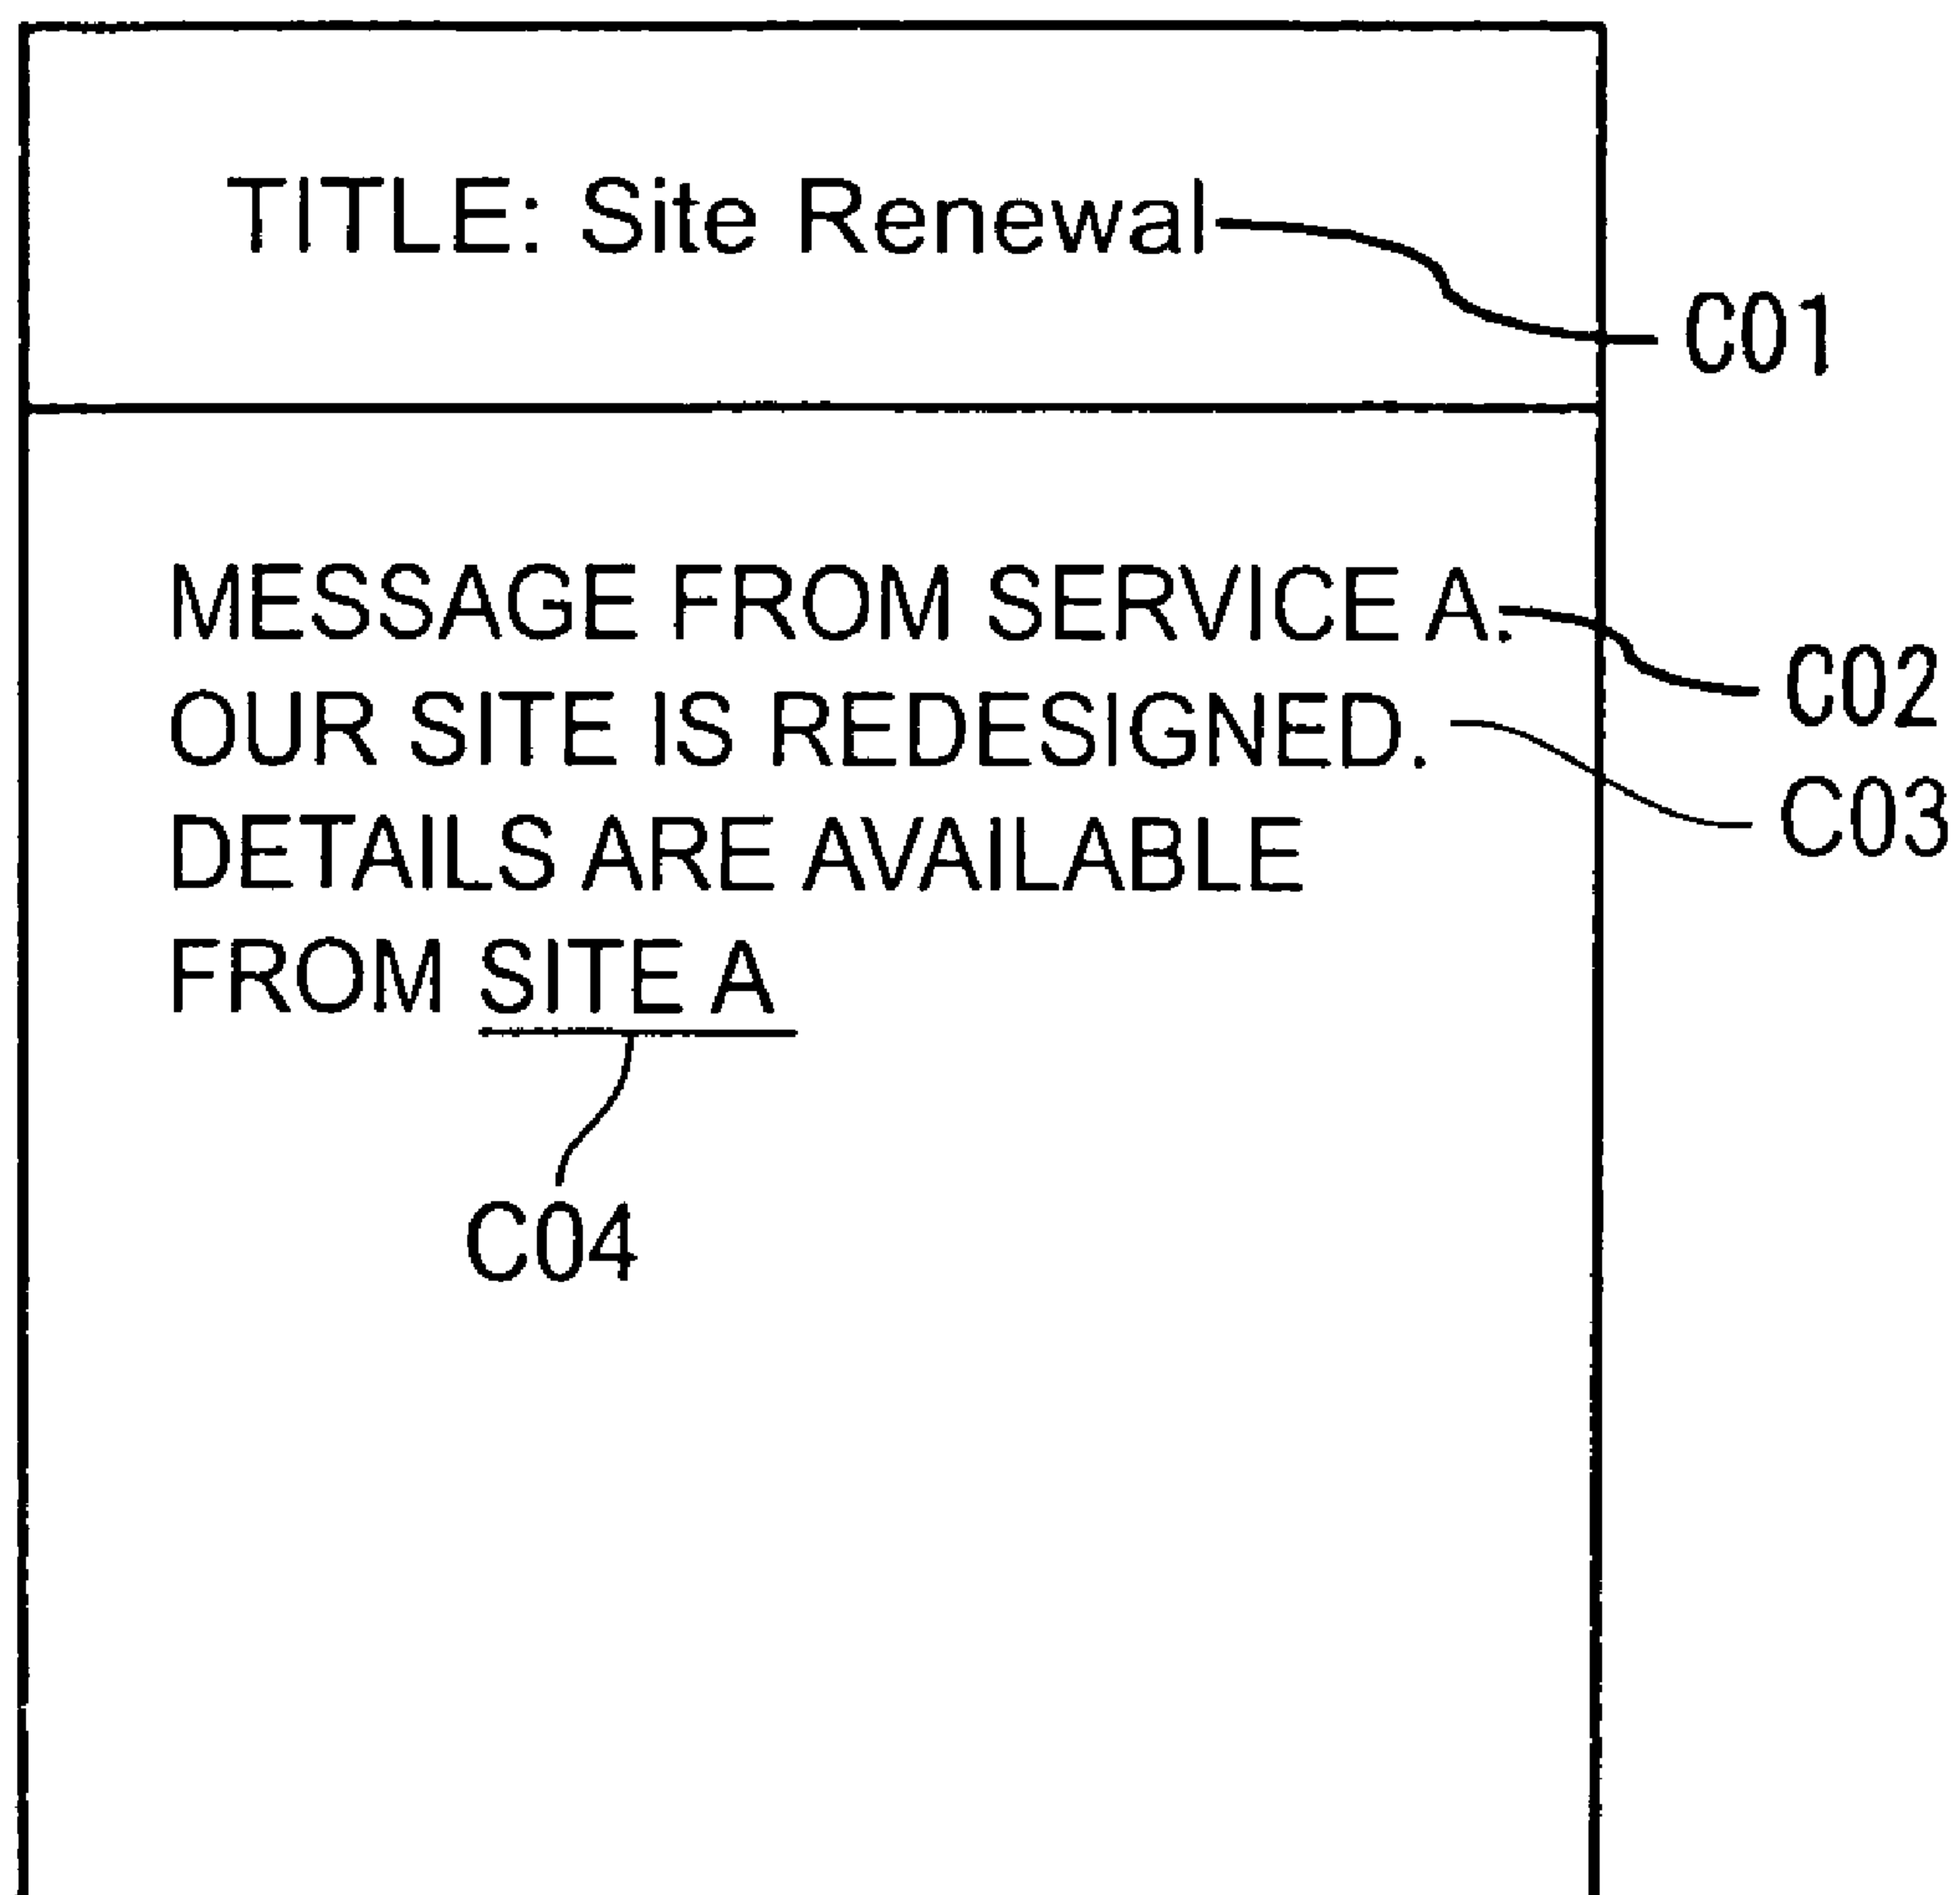 TITLE: Site Renewal
C01
MESSAGE FROM SERVICE A.
C02
OUR SITE IS REDESIGNED.
C03
DETAILS ARE AVAILABLE
FROM SITE A
C04